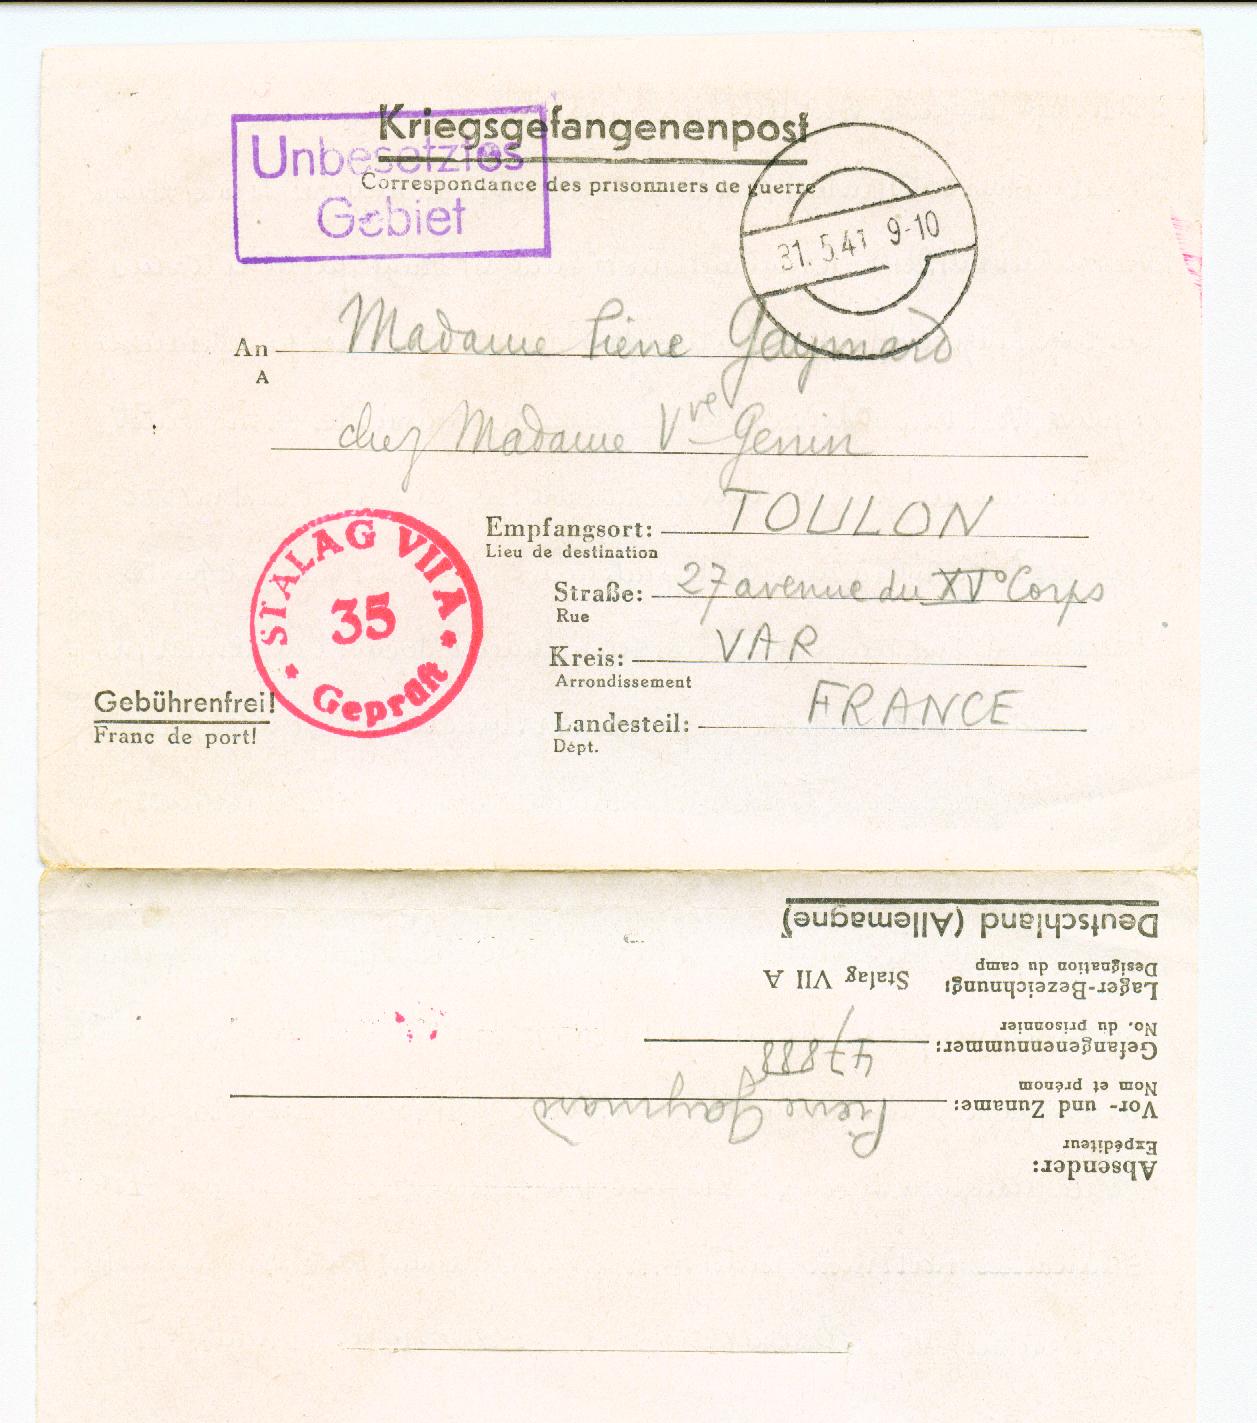 Kriegsgefangenenpost
Correspondance des prisonniers de guerre
Unbesetztes
Gebiet
31.5.41 9-10
An Madame Pierre Gaymard
A
chez Madame Vve Genin
Empfangsort: TOULON
Lieu de destination
Straße: 27 avenue du XV° Corps
Rue
Kreis: VAR
Arrondissement
Landesteil: FRANCE
Dépt.
STALAG VII A
35
Geprüft
Gebührenfrei!
Franc de port!
Absender:
Expéditeur
Vor- und Zuname: Pierre Gaymard
Nom et prénom
Gefangenennummer: 47888
No. du prisonnier
Lager-Bezeichnung: Stalag VII A
Désignation du camp
Deutschland (Allemagne)